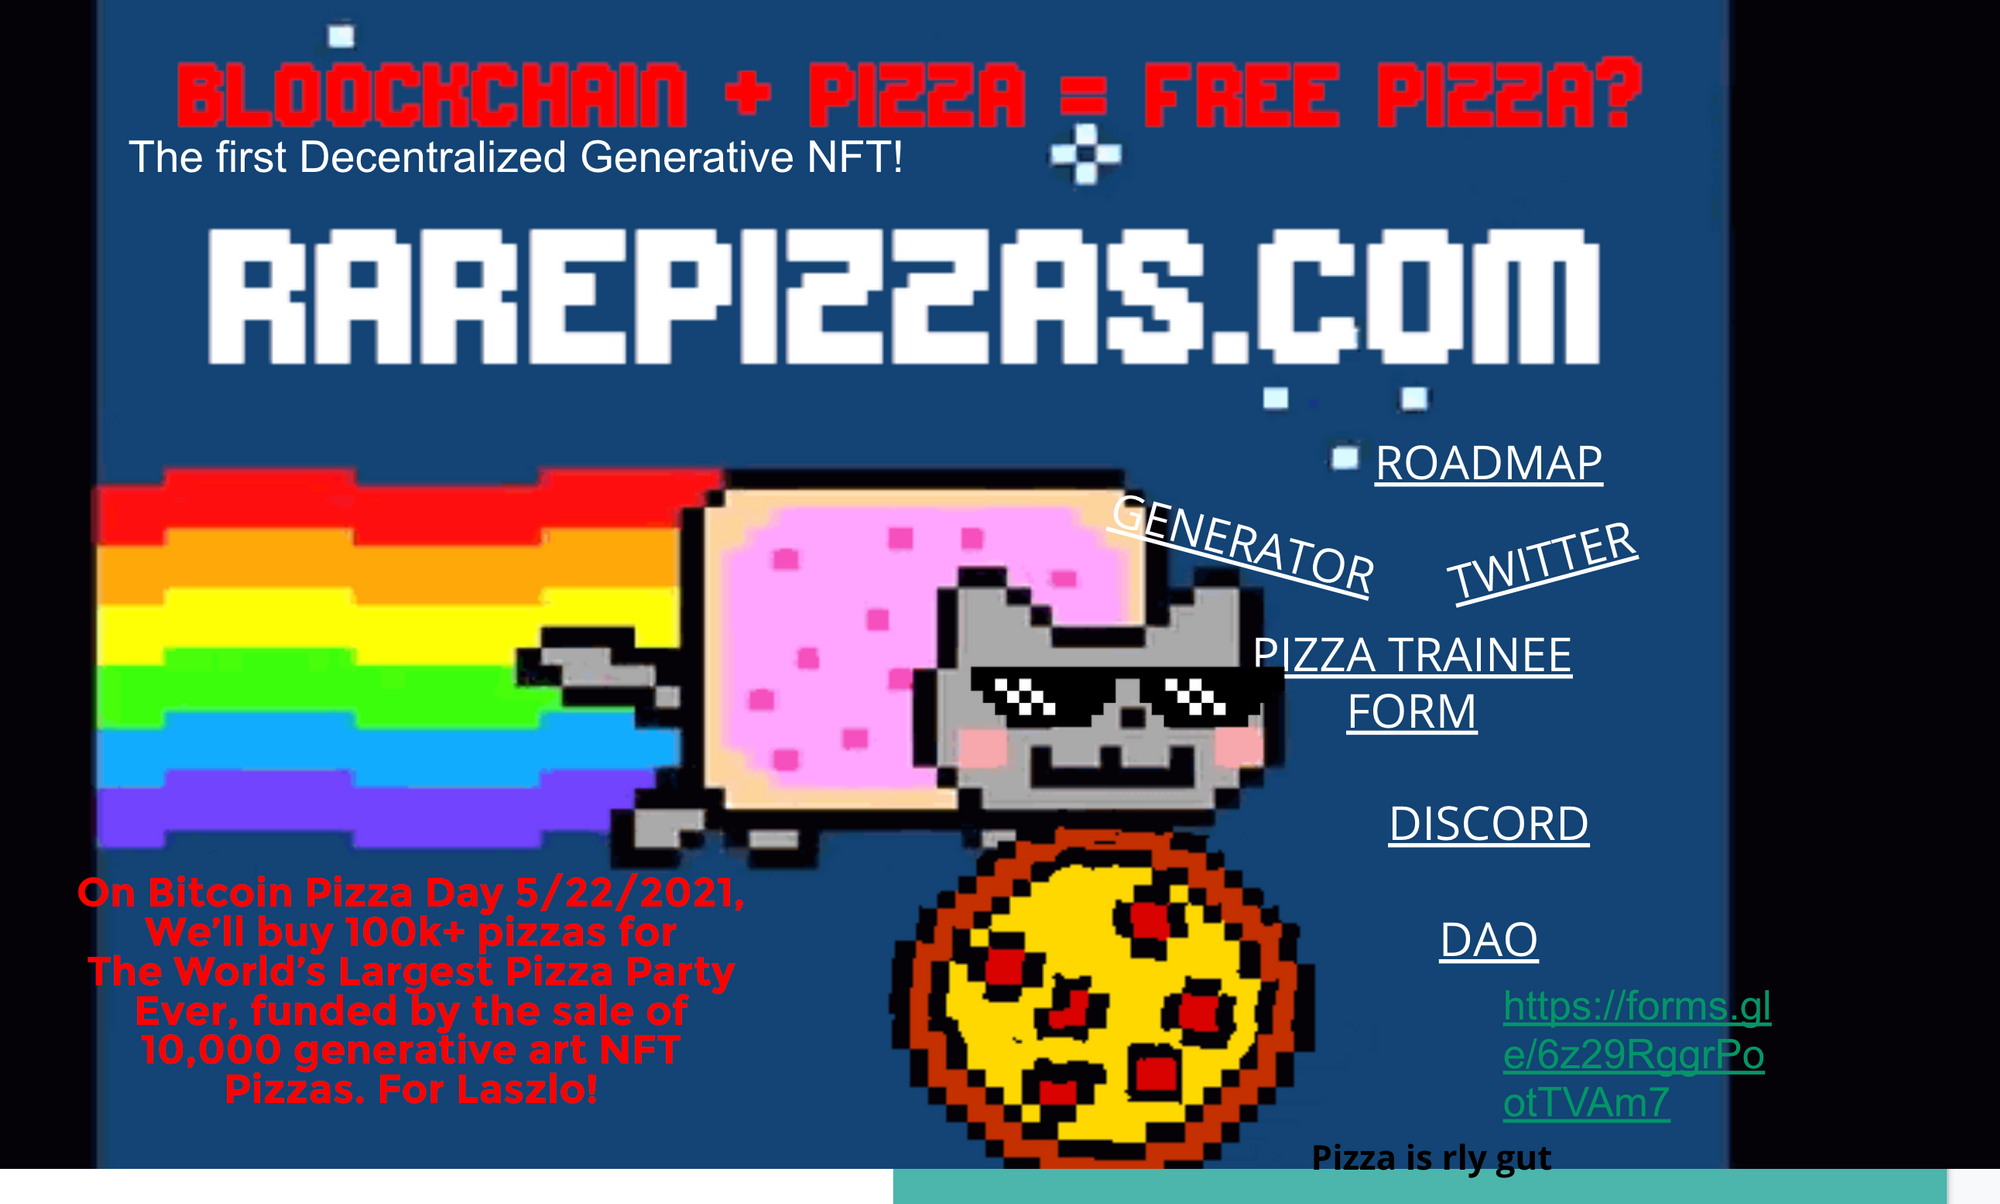 BLOOCKCHAIN + PIZZA = FREE PIZZA?
The first Decentralized Generative NFT!
RAREPIZZAS.COM
ROADMAP
GENERATOR
TWITTER
PIZZA TRAINEE
FORM
DISCORD
DAO
On Bitcoin Pizza Day 5/22/2021,
We'll buy 100k+ pizzas for
The World's Largest Pizza Party
Ever, funded by the sale of
10,000 generative art NFT
Pizzas. For Laszlo!
https://forms.gl
e/6z29RggrPo
otTVAm7
Pizza is rly gut